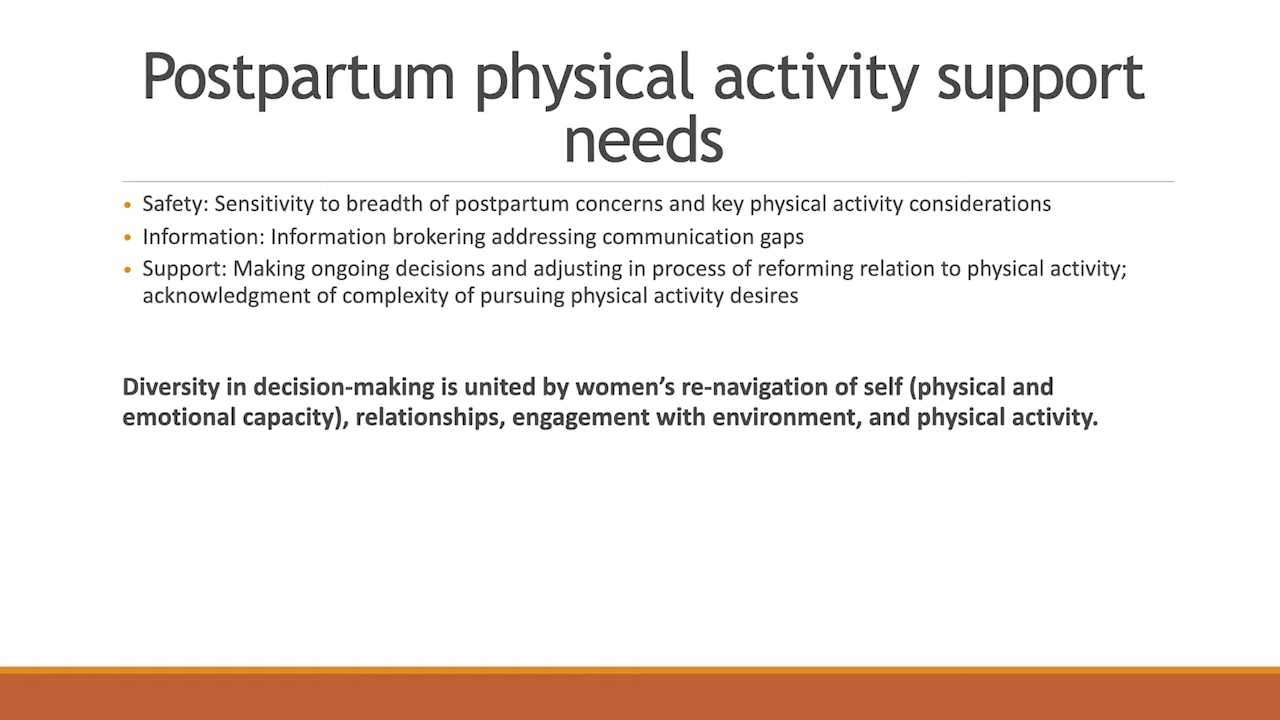 Postpartum physical activity support
needs
• Safety: Sensitivity to breadth of postpartum concerns and key physical activity considerations
• Information: Information brokering addressing communication gaps
• Support: Making ongoing decisions and adjusting in process of reforming relation to physical activity;
acknowledgment of complexity of pursuing physical activity desires
Diversity in decision-making is united by women’s re-navigation of self (physical and
emotional capacity), relationships, engagement with environment, and physical activity.